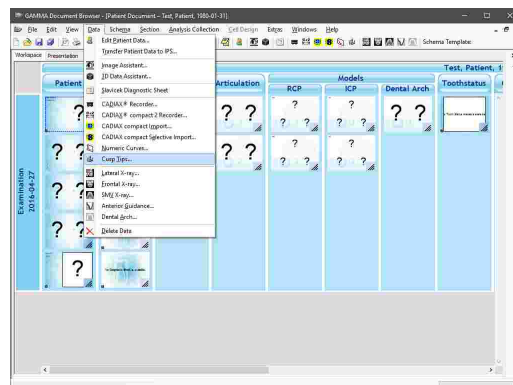 GAMMA Document Browser - [Patient Document - Test, Patient, 1980-01-31]
File Edit View Data Schema Section Analysis Collection Cell Design Extras Windows Help
Schema Template:
Workspace Presentation
Edit Patient Data...
Transfer Patient Data to IPS...
Image Assistant...
3D Data Assistant...
Slavicek Diagnostic Sheet
CADIAX® Recorder...
CADIAX® compact 2 Recorder...
CADIAX compact Import...
CADIAX compact Selective Import...
Numeric Curves...
Cusp Tips...
Lateral X-ray...
Frontal X-ray...
SMV X-ray...
Anterior Guidance...
Dental Arch...
Delete Data
Test, Patient, 1
Patient
Articulation
Models
RCP
ICP
Dental Arch
Toothstatus
Examination
2016-04-27
? ? ? ? ?
? ?
? ?
? ? ? ?
? ?
? ? ? ?
? ?
? ?
?